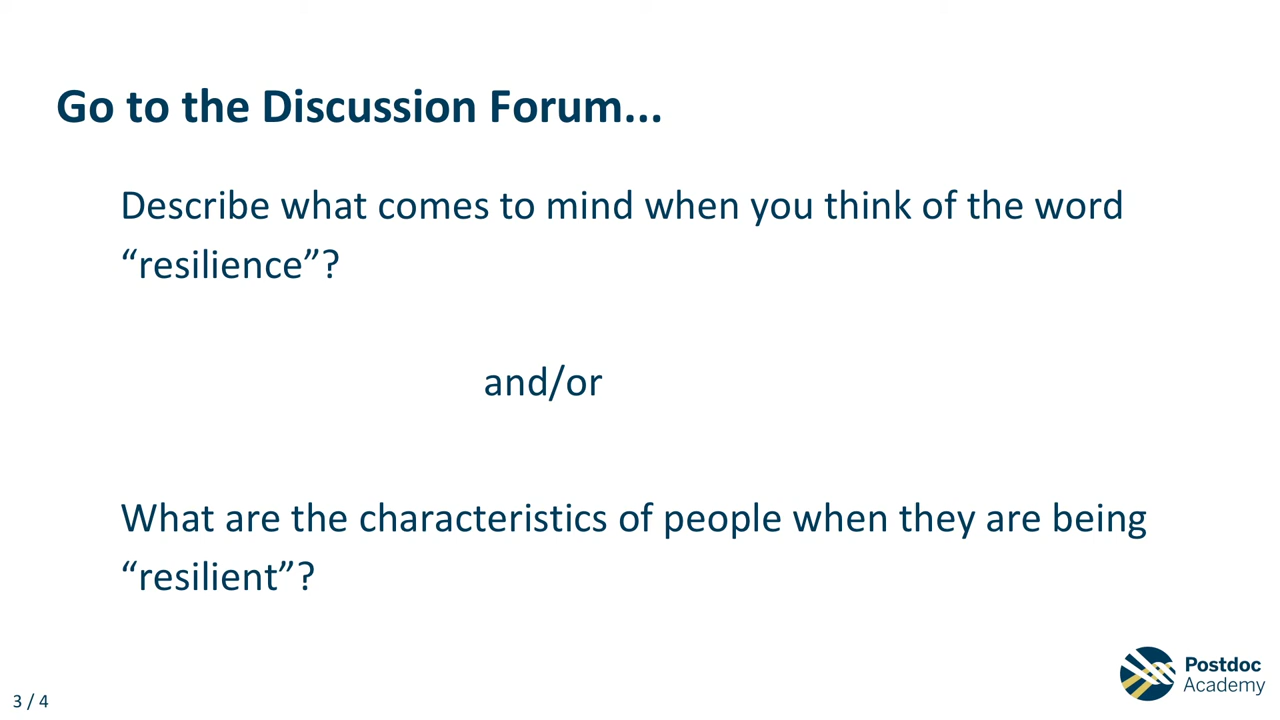 Go to the Discussion Forum...
Describe what comes to mind when you think of the word
“resilience”?
and/or
What are the characteristics of people when they are being
“resilient”?
Postdoc
Academy
3 / 4